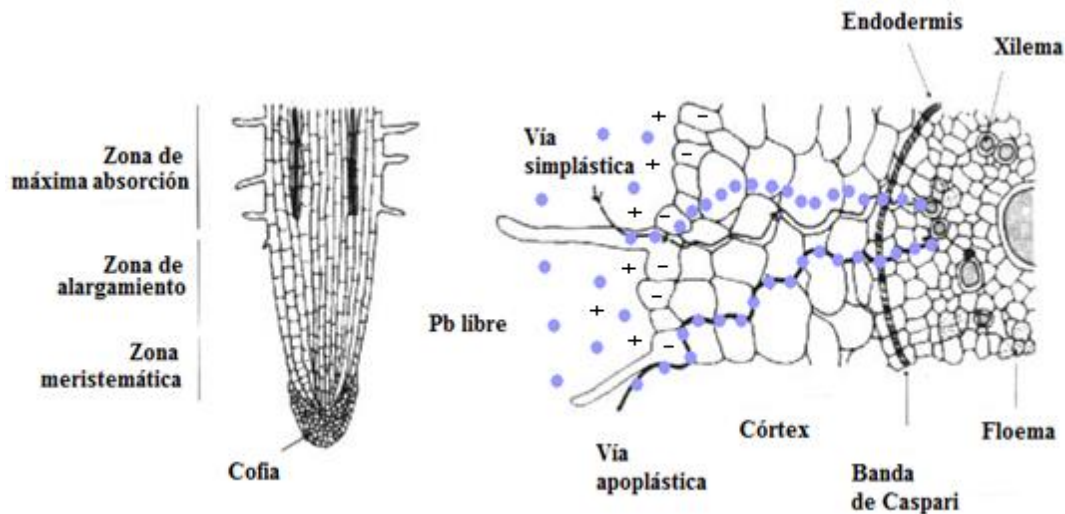 Zona de
máxima absorción
Zona de
alargamiento
Zona
meristemática
Cofia
Vía
simplástica
Pb libre
Vía
apoplástica
Córtex
Endodermis
Xilema
Banda
de Caspari
Floema
+
+
+
+
+
+
-
-
-
-
-
-